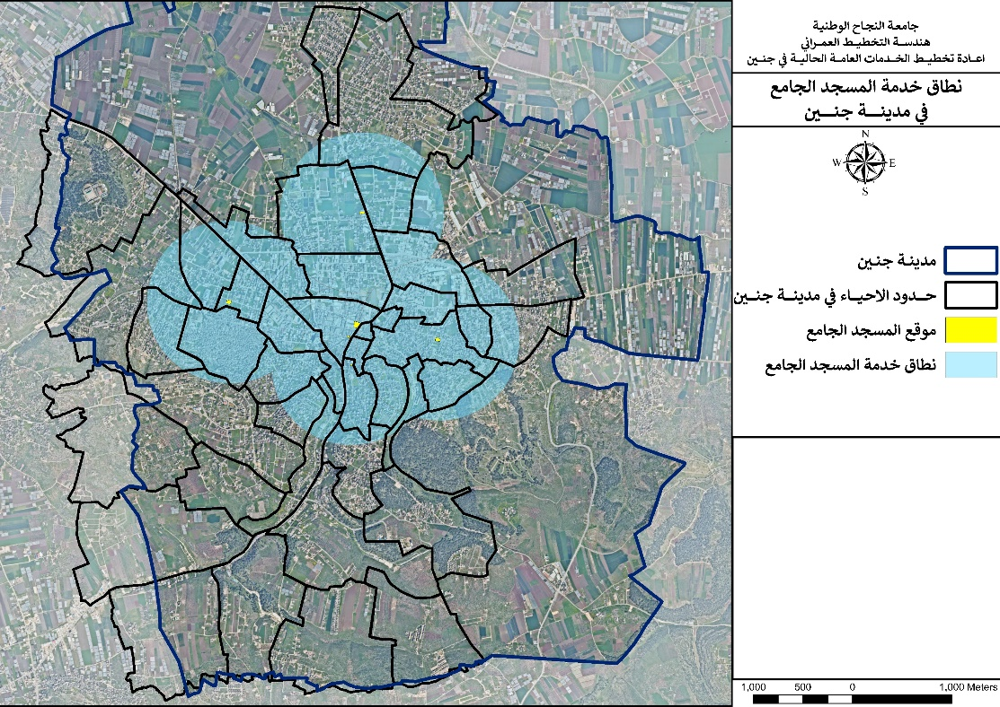 جامعة النجاح الوطنية
هندسة التخطيط العمراني
اعادة تخطيط الخدمات العامة الحالية في جنين
نطاق خدمة المسجد الجامع
في مدينة جنين
N
W E
S
مدينة جنين
حدود الاحياء في مدينة جنين
موقع المسجد الجامع
نطاق خدمة المسجد الجامع
1,000 500 0 1,000 Meters